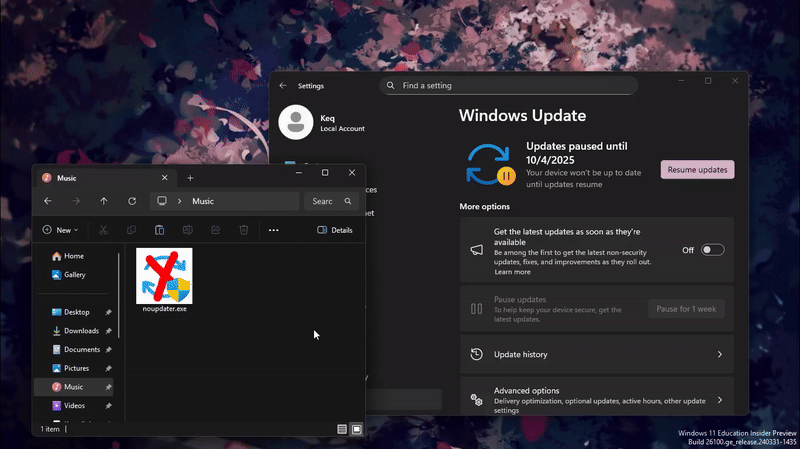 Settings
Find a setting
Keq
Local Account
Windows Update
Updates paused until
10/4/2025
Your device won't be up to date
until updates resume
Resume updates
More options
Get the latest updates as soon as they're
available
Be among the first to get the latest non-security
updates, fixes, and improvements as they roll out.
Learn more
Off
Pause updates
To help keep your device secure, get the
latest updates.
Pause for 1 week
Update history
Advanced options
Delivery optimization, optional updates, active hours, other update
settings
Music
Music
Searc
New
Details
Home
Gallery
Desktop
Downloads
Documents
Pictures
Music
Videos
noupdater.exe
1 item
Windows 11 Education Insider Preview
Build 26100.ge_release.240331-1435